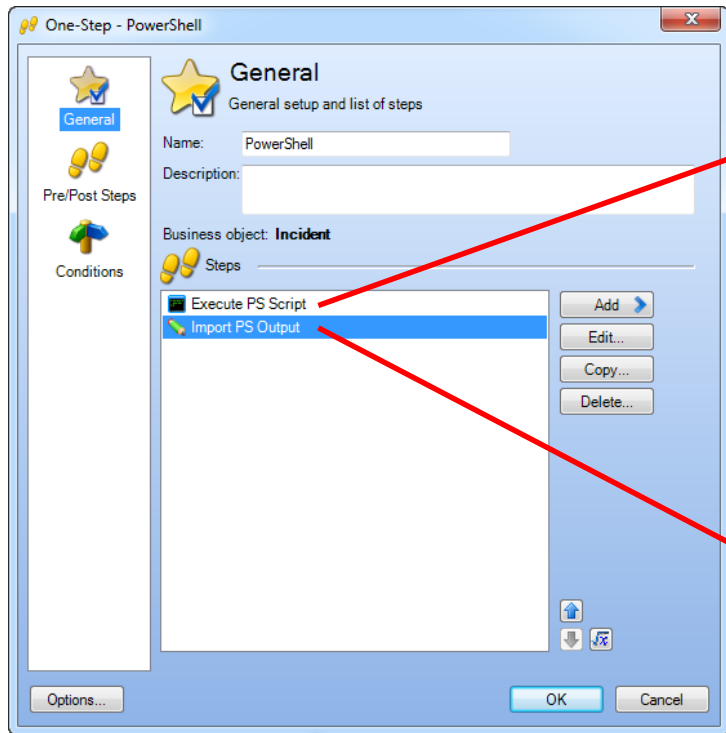 One-Step - PowerShell
General
General setup and list of steps
General
Name: PowerShell
Description:
Pre/Post Steps
Business object: Incident
Conditions
Steps
Execute PS Script
Import PS Output
Add
Edit...
Copy...
Delete...
√x
Options...
OK
Cancel